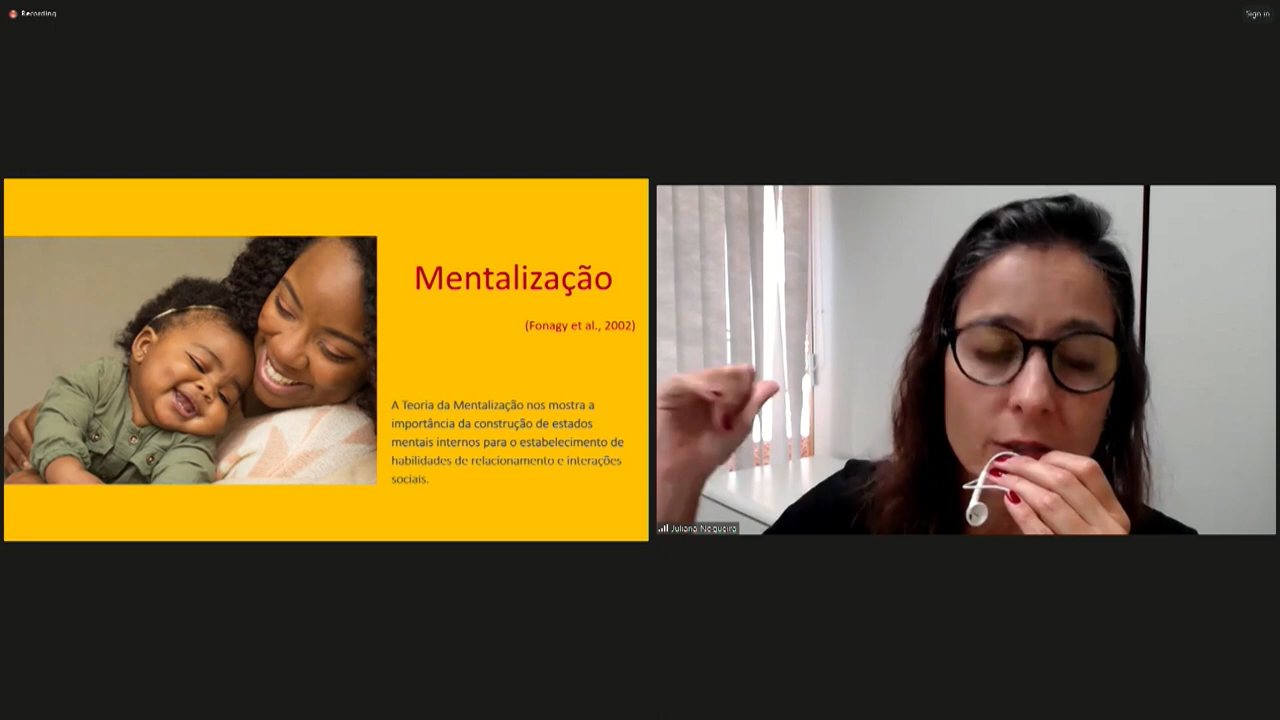 Recording
Sign in
Mentalização
(Fonagy et al., 2002)
A Teoria da Mentalização nos mostra a
importância da construção de estados
mentais internos para o estabelecimento de
habilidades de relacionamento e interações
sociais.
Juliana Nogueira